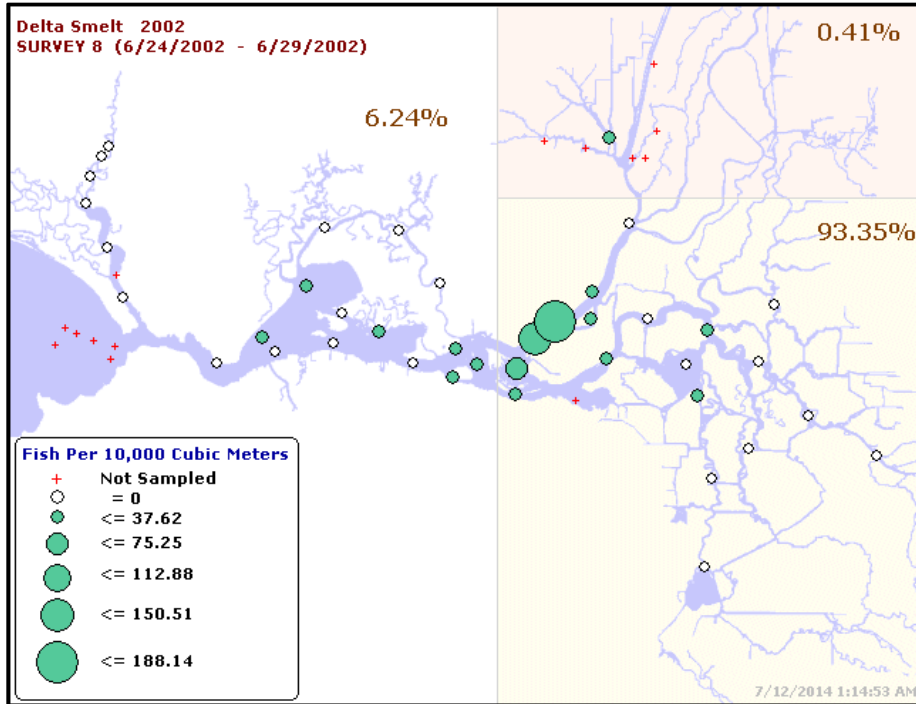 Delta Smelt 2002
SURVEY 8 (6/24/2002 - 6/29/2002)
0.41%
6.24%
93.35%
Fish Per 10,000 Cubic Meters
Not Sampled
= 0
<= 37.62
<= 75.25
<= 112.88
<= 150.51
<= 188.14
7/12/2014 1:14:53 AM